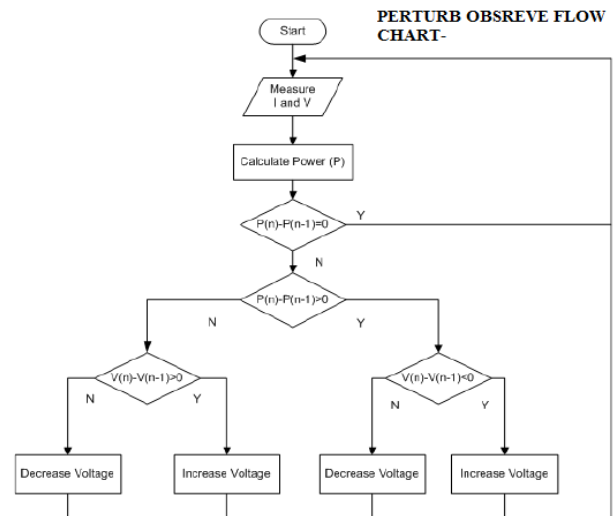 PERTURB OBSREVE FLOW
CHART-
Start
Measure
I and V
Calculate Power (P)
P(n)-P(n-1)=0
Y
N
P(n)-P(n-1)>0
N
Y
V(n)-V(n-1)>0
V(n)-V(n-1)<0
N
Y
N
Y
Decrease Voltage
Increase Voltage
Decrease Voltage
Increase Voltage